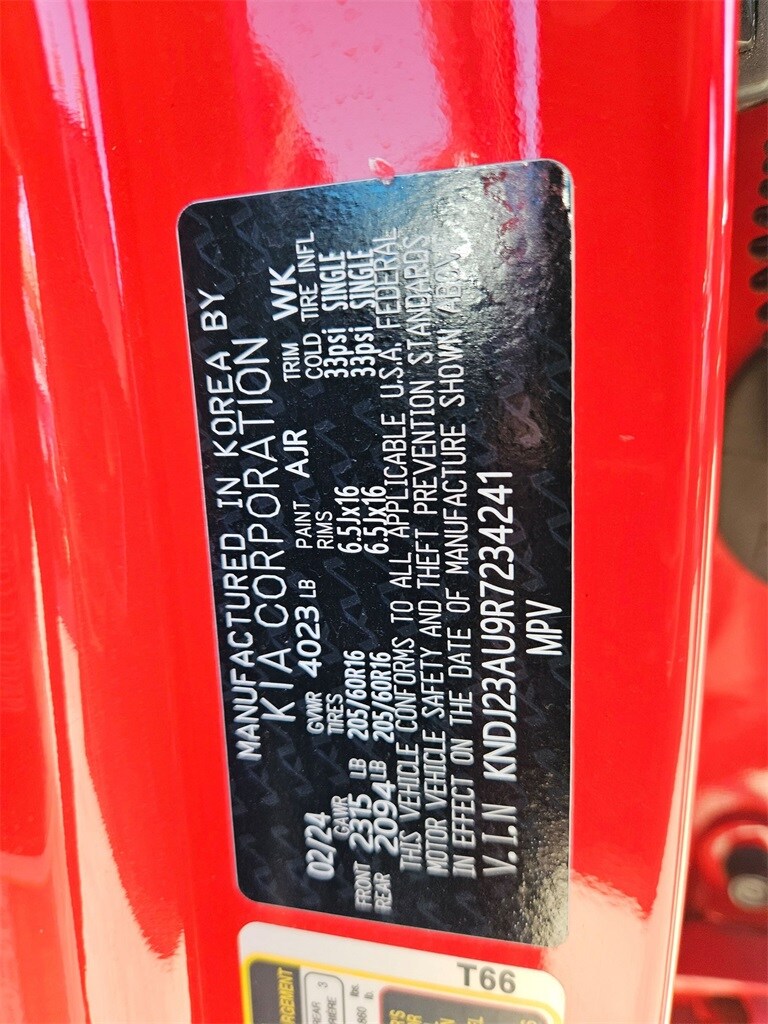 MANUFACTURED IN KOREA BY
KIA CORPORATION
02/24 GVWR 4023 LB PAINT AJR TRIM WK
GAWR TIRES RIMS COLD TIRE INFL
FRONT 2315 LB 205/60R16 6.5Jx16 33psi SINGLE
REAR 2094 LB 205/60R16 6.5Jx16 33psi SINGLE
THIS VEHICLE CONFORMS TO ALL APPLICABLE U.S.A. FEDERAL
MOTOR VEHICLE SAFETY AND THEFT PREVENTION STANDARDS
IN EFFECT ON THE DATE OF MANUFACTURE SHOWN ABOVE
V.I.N KNDJ23AU9R7234241
MPV
T66